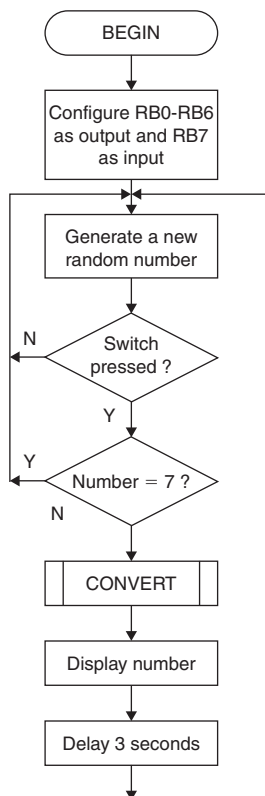 BEGIN
Configure RB0-RB6
as output and RB7
as input
Generate a new
random number
N
Switch
pressed ?
Y
Y
Number = 7 ?
N
CONVERT
Display number
Delay 3 seconds